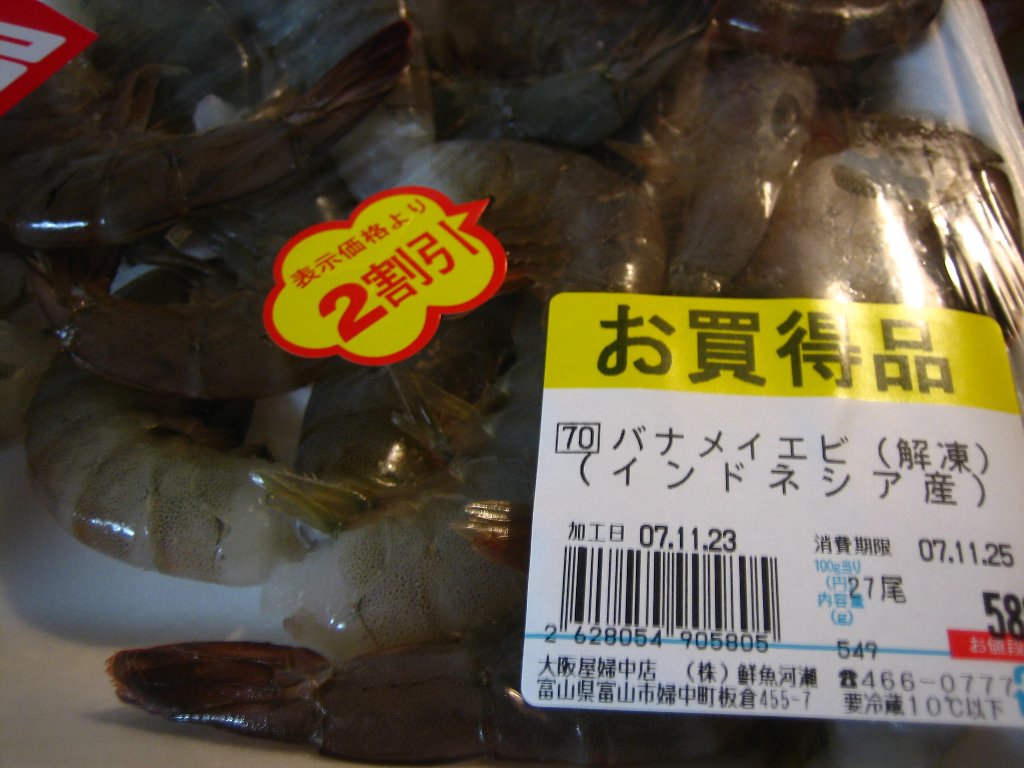 表示価格より
2割引
お買得品
70 バナメイエビ(解凍)
(インドネシア産)
加工日 07.11.23
消費期限 07.11.25
100g当り
(円)
27尾
内容量
(g)
58
2 628054 905805
549
お値段
大阪屋婦中店 (株)鮮魚河瀬 ☎466-0777
富山県富山市婦中町板倉455-7 要冷蔵10℃以下